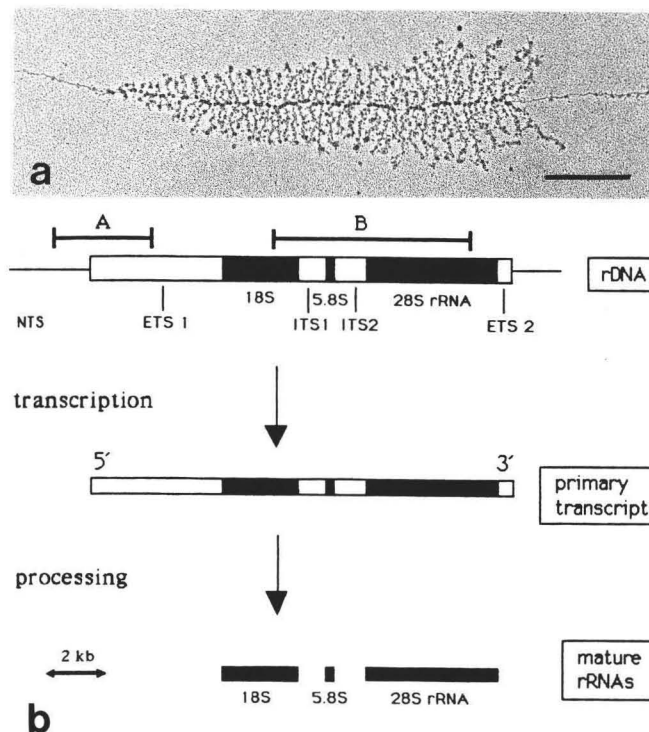 a
A
B
rDNA
18S
5.8S
28S rRNA
NTS
ETS 1
ITS1
ITS2
ETS 2
transcription
5′
3′
primary
transcript
processing
2 kb
mature
rRNAs
18S
5.8S
28S rRNA
b